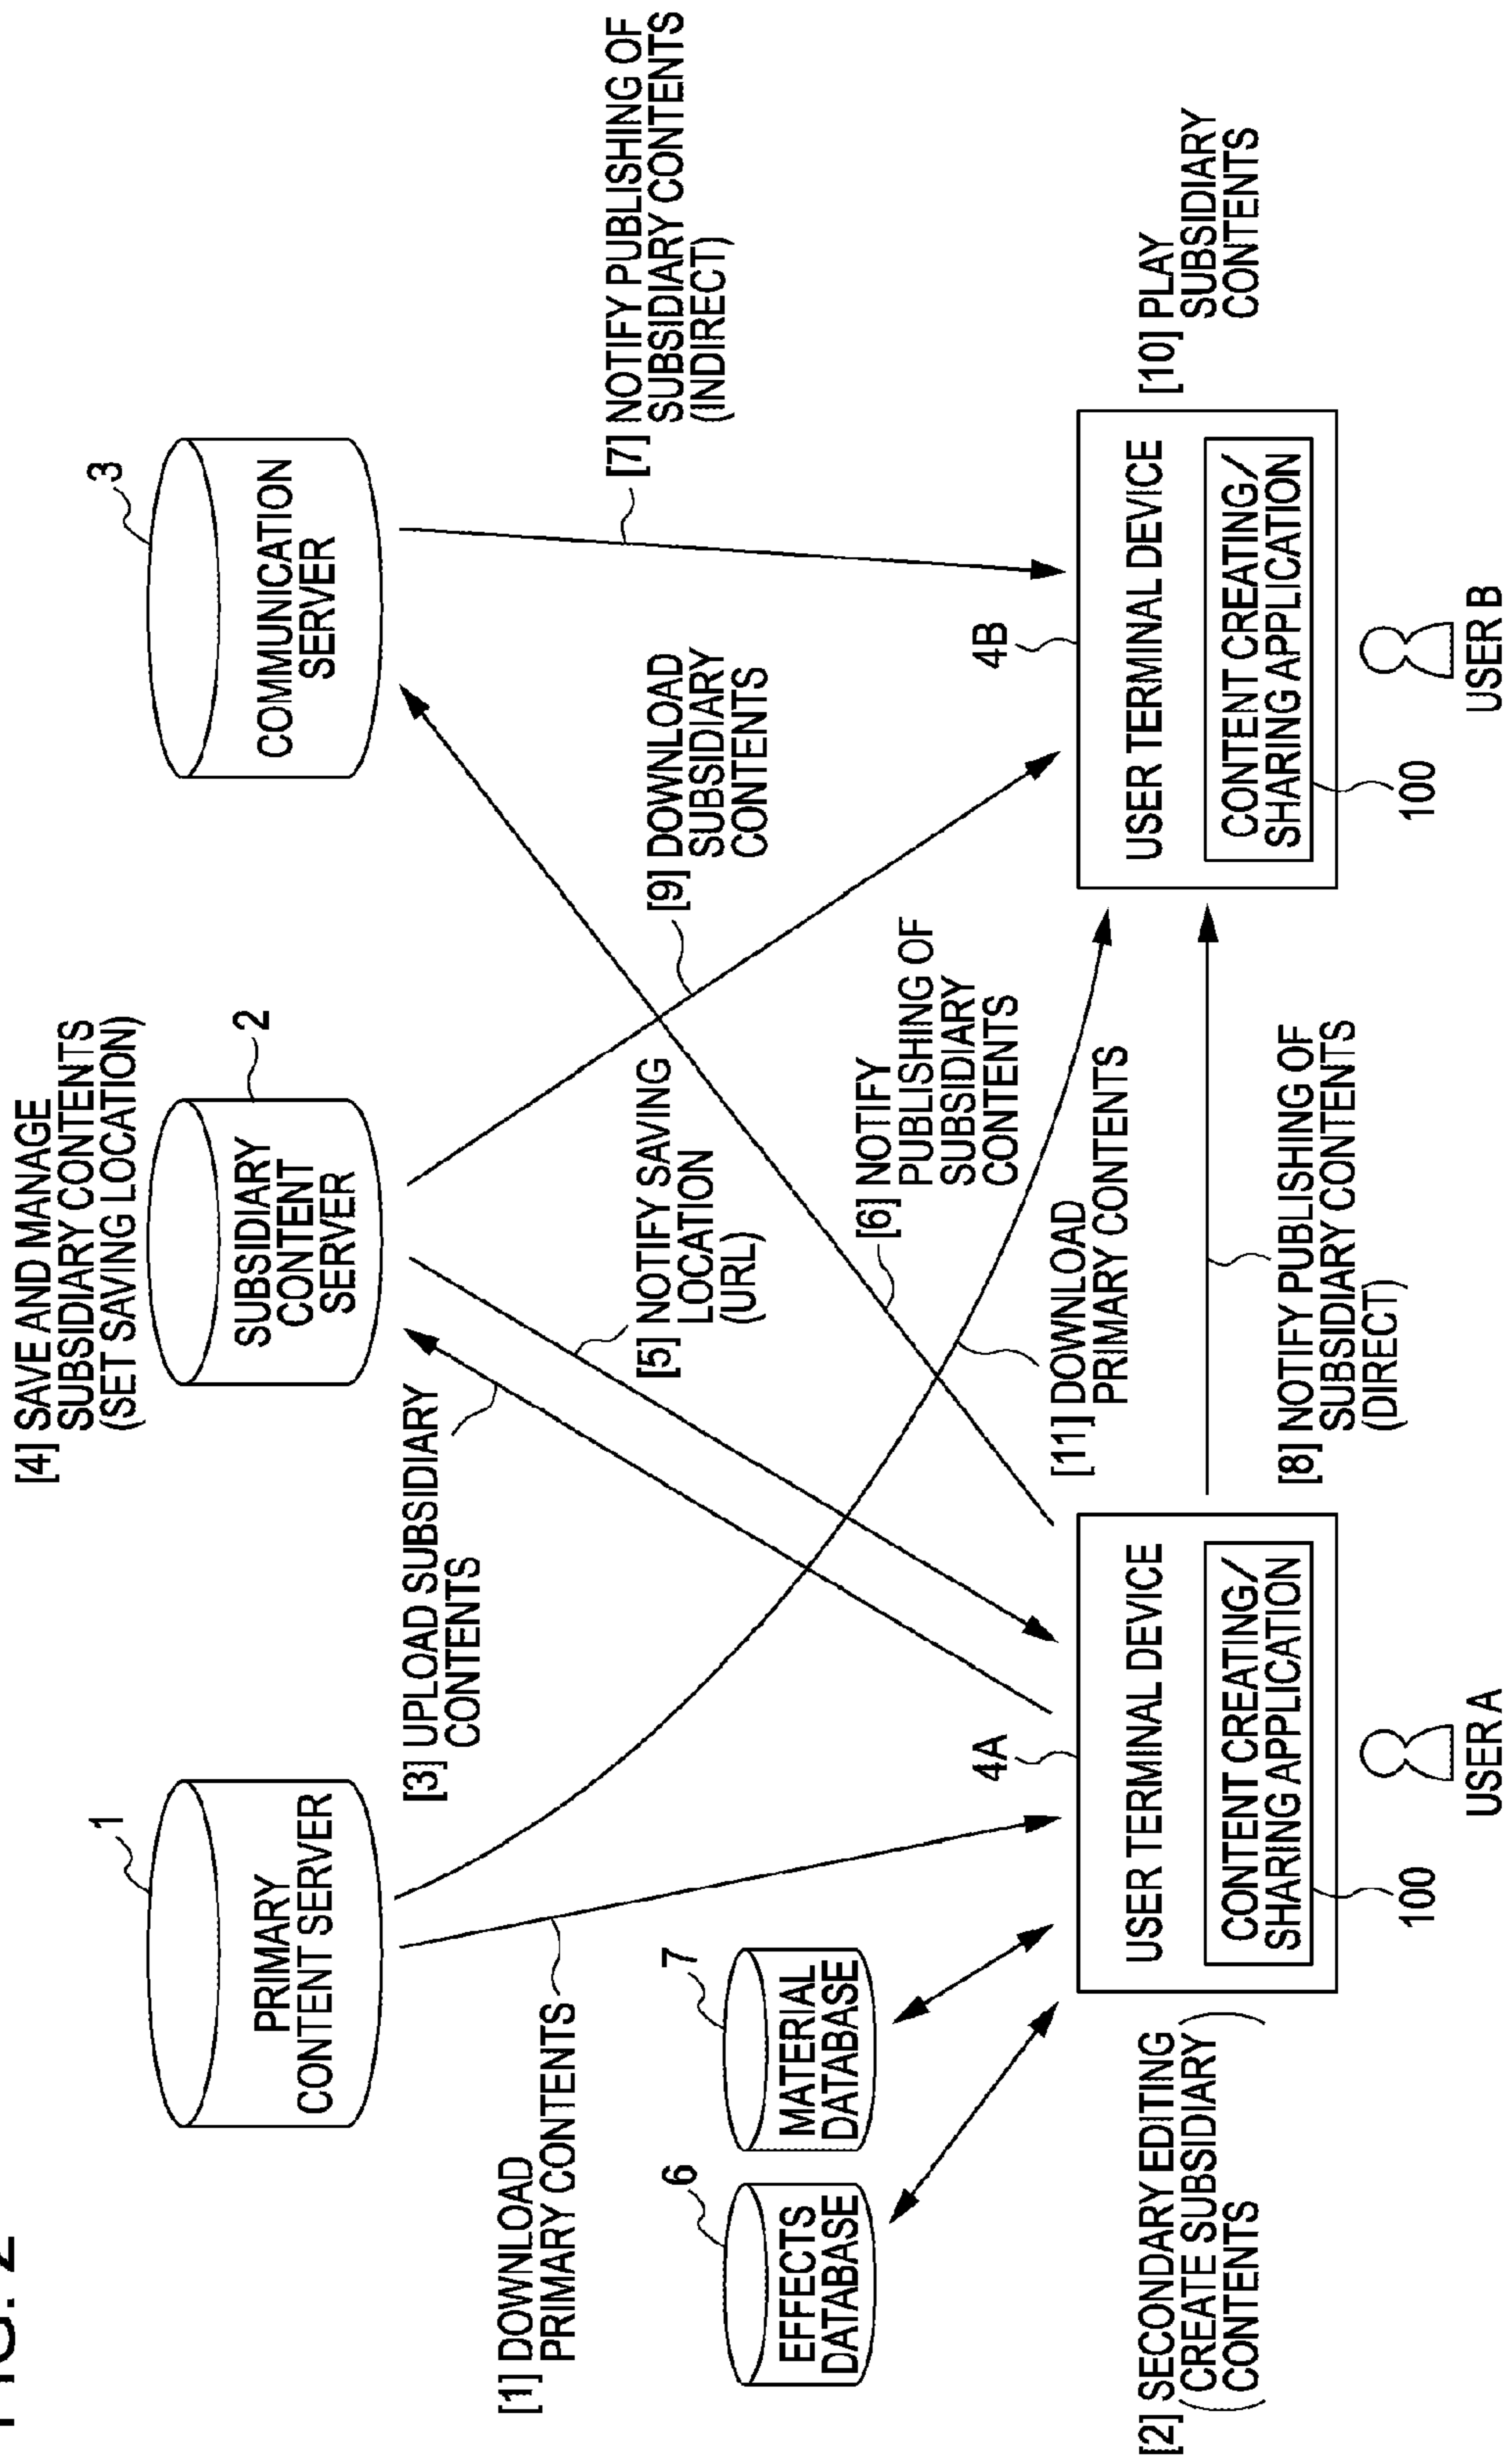 FIG. 2
[4] SAVE AND MANAGE
SUBSIDIARY CONTENTS
(SET SAVING LOCATION)
1
PRIMARY
CONTENT SERVER
2
SUBSIDIARY
CONTENT
SERVER
3
COMMUNICATION
SERVER
[1] DOWNLOAD
PRIMARY CONTENTS
[3] UPLOAD SUBSIDIARY
CONTENTS
[5] NOTIFY SAVING
LOCATION
(URL)
[9] DOWNLOAD
SUBSIDIARY
CONTENTS
[7] NOTIFY PUBLISHING OF
SUBSIDIARY CONTENTS
(INDIRECT)
6
EFFECTS
DATABASE
7
MATERIAL
DATABASE
[6] NOTIFY
PUBLISHING OF
SUBSIDIARY
CONTENTS
[11] DOWNLOAD
PRIMARY CONTENTS
[2] SECONDARY EDITING
(CREATE SUBSIDIARY
CONTENTS)
4A
USER TERMINAL DEVICE
CONTENT CREATING/
SHARING APPLICATION
100
USER A
[8] NOTIFY PUBLISHING OF
SUBSIDIARY CONTENTS
(DIRECT)
4B
USER TERMINAL DEVICE
CONTENT CREATING/
SHARING APPLICATION
100
USER B
[10] PLAY
SUBSIDIARY
CONTENTS